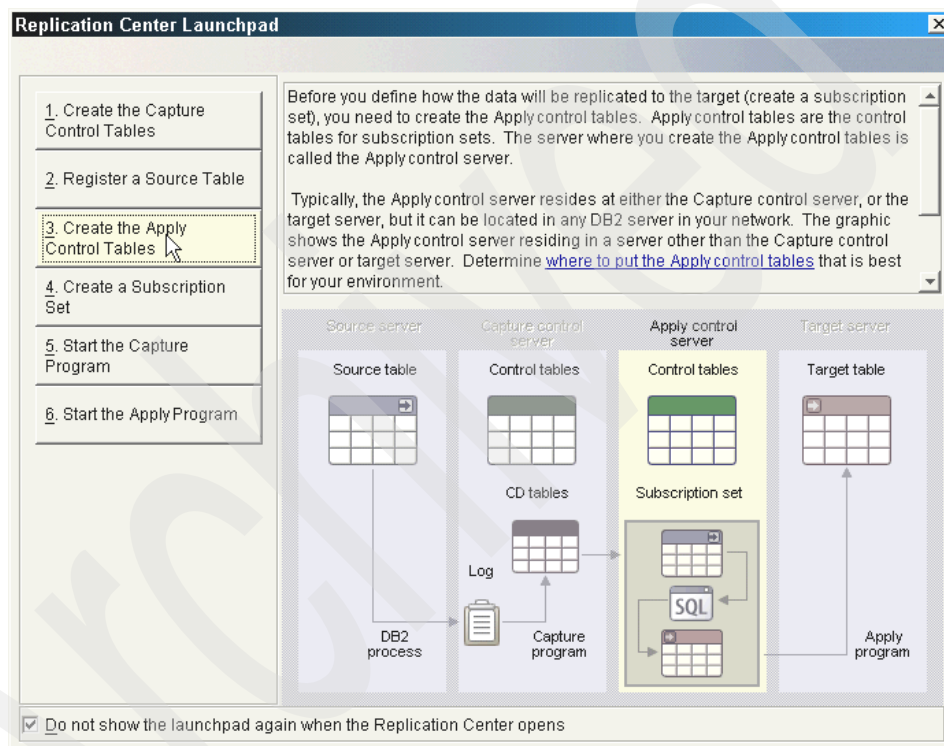 Replication Center Launchpad
1. Create the Capture
Control Tables
2. Register a Source Table
3. Create the Apply
Control Tables
4. Create a Subscription
Set
5. Start the Capture
Program
6. Start the Apply Program
Before you define how the data will be replicated to the target (create a subscription
set), you need to create the Apply control tables. Apply control tables are the control
tables for subscription sets. The server where you create the Apply control tables is
called the Apply control server.
Typically, the Apply control server resides at either the Capture control server, or the
target server, but it can be located in any DB2 server in your network. The graphic
shows the Apply control server residing in a server other than the Capture control
server or target server. Determine where to put the Apply control tables that is best
for your environment.
Source server
Capture control
server
Apply control
server
Target server
Source table
Control tables
Control tables
Target table
CD tables
Subscription set
Log
SQL
DB2
process
Capture
program
Apply
program
Do not show the launchpad again when the Replication Center opens